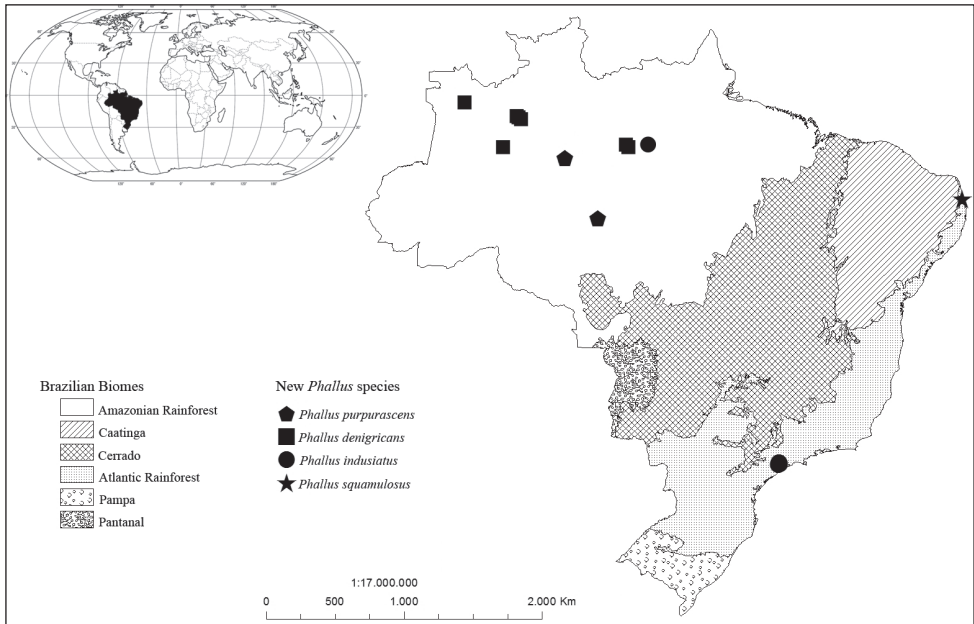 Brazilian Biomes
Amazonian Rainforest
Caatinga
Cerrado
Atlantic Rainforest
Pampa
Pantanal
New Phallus species
Phallus purpurascens
Phallus denigricans
Phallus indusiatus
Phallus squamulosus
1:17.000.000
0 500 1.000 2.000 Km